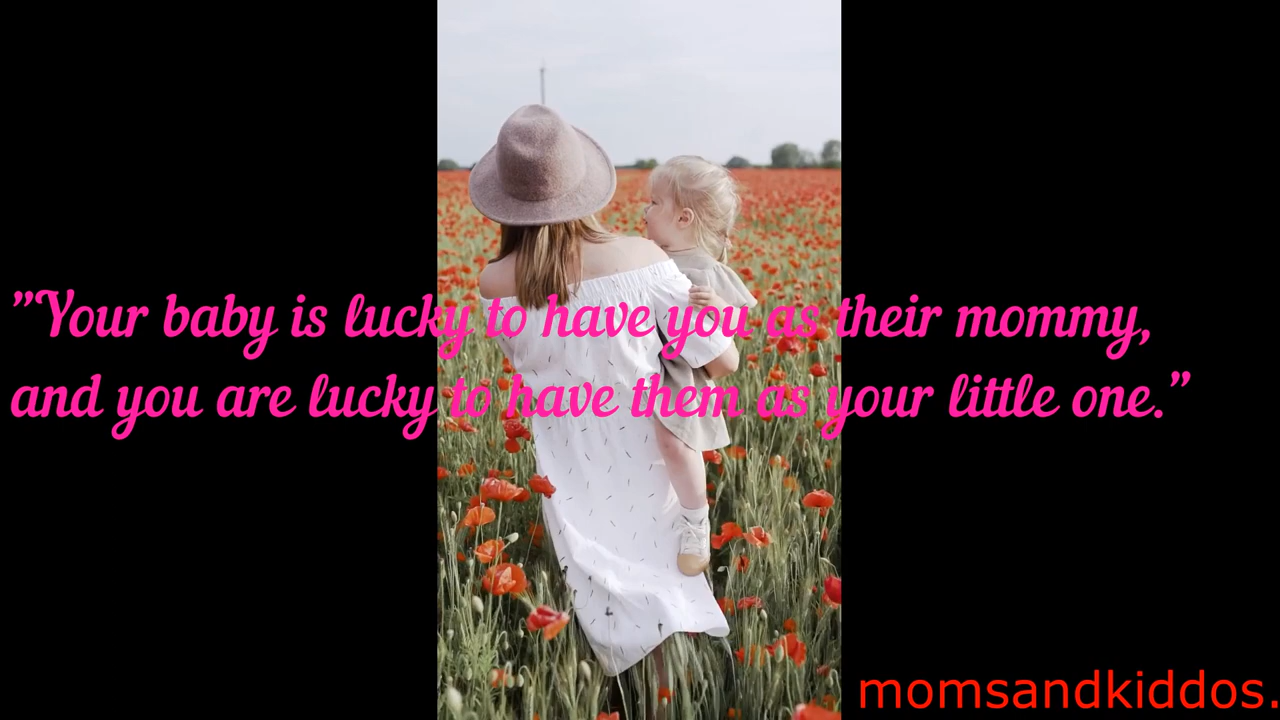 ”Your baby is lucky to have you as their mommy,
and you are lucky to have them as your little one.”
momsandkiddos.